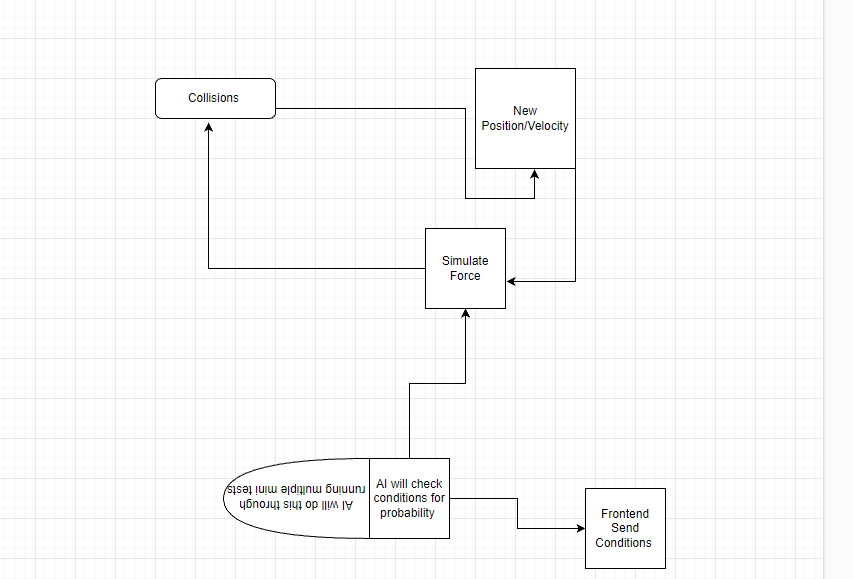 Collisions
New
Position/Velocity
Simulate
Force
AI will do this through
running multiple mini tests
AI will check
conditions for
probability
Frontend
Send
Conditions